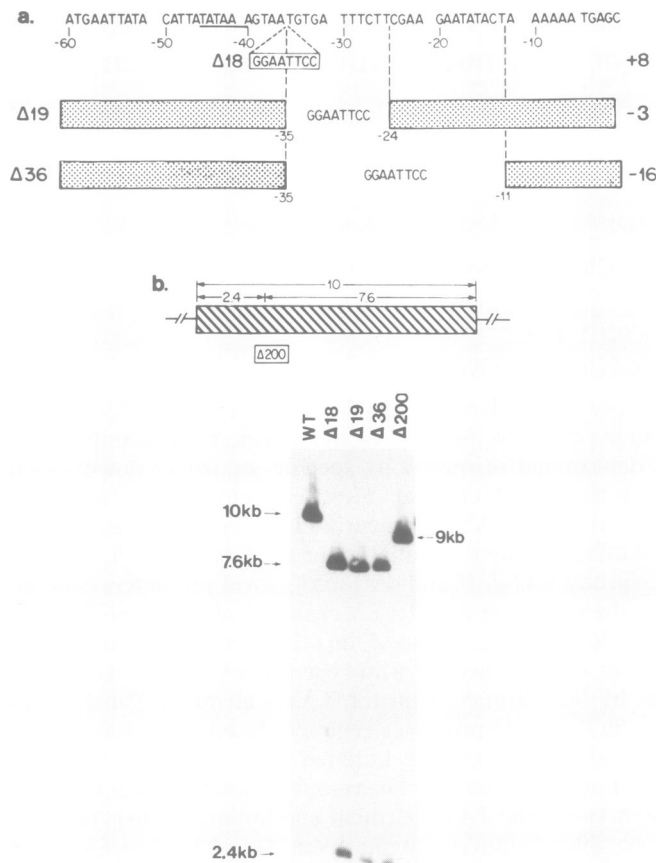 a.
ATGAATTATA CATTATATAA AGTAATGTGA TTTCTTCGAA GAATATACTA AAAAAA TGAGC
-60 -50 -40 -30 -20 -10
Δ18 GGAATTCC +8
Δ19 GGAATTCC -3
-35 -24
Δ36 GGAATTCC -16
-35 -11
b.
10
2.4 7.6
Δ200
WT Δ18 Δ19 Δ36 Δ200
10kb
9kb
7.6kb
2.4kb